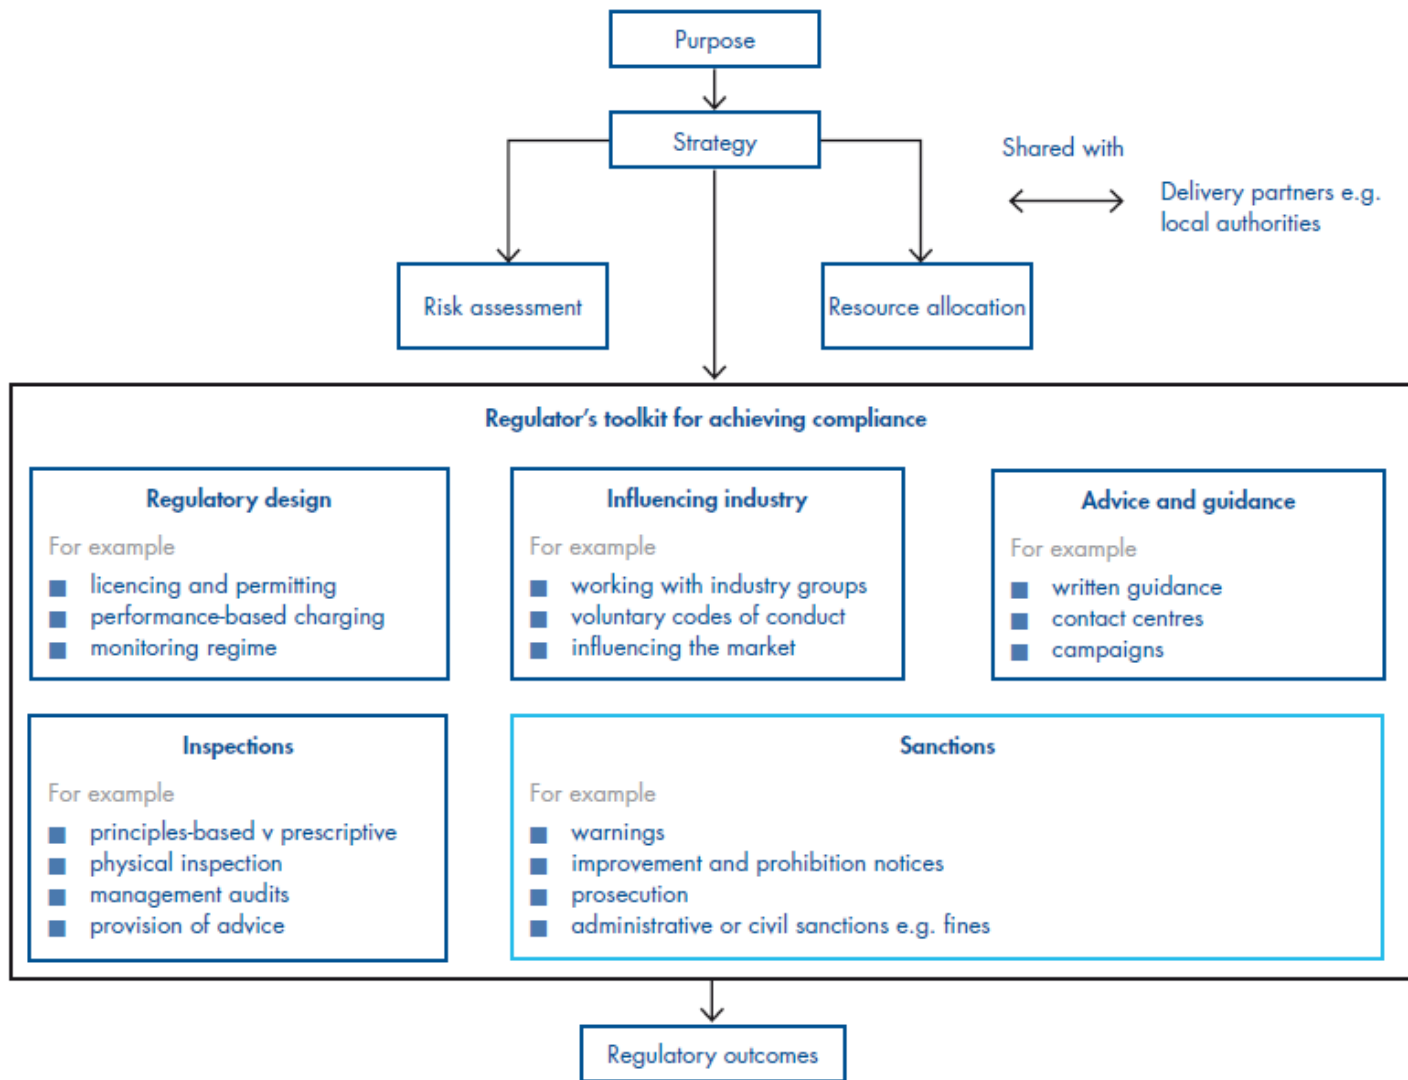 Purpose
Strategy
Shared with
Delivery partners e.g.
local authorities
Risk assessment
Resource allocation
Regulator's toolkit for achieving compliance
Regulatory design
For example
■ licencing and permitting
■ performance-based charging
■ monitoring regime
Influencing industry
For example
■ working with industry groups
■ voluntary codes of conduct
■ influencing the market
Advice and guidance
For example
■ written guidance
■ contact centres
■ campaigns
Inspections
For example
■ principles-based v prescriptive
■ physical inspection
■ management audits
■ provision of advice
Sanctions
For example
■ warnings
■ improvement and prohibition notices
■ prosecution
■ administrative or civil sanctions e.g. fines
Regulatory outcomes